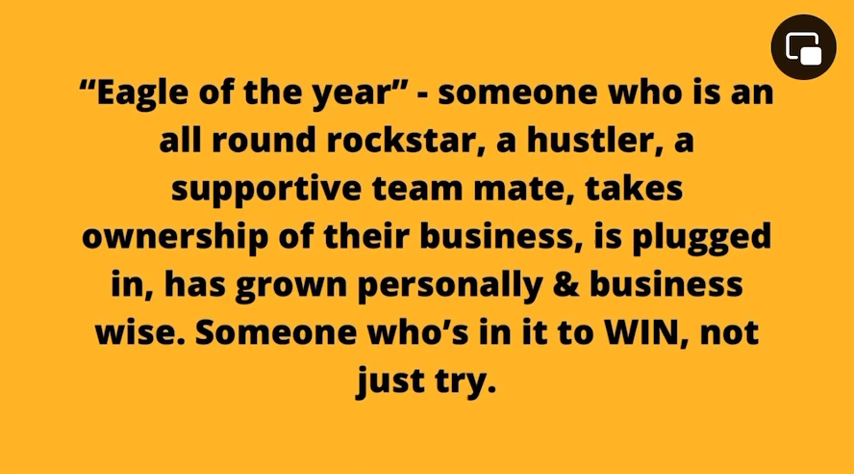 “Eagle of the year” - someone who is an
all round rockstar, a hustler, a
supportive team mate, takes
ownership of their business, is plugged
in, has grown personally & business
wise. Someone who’s in it to WIN, not
just try.